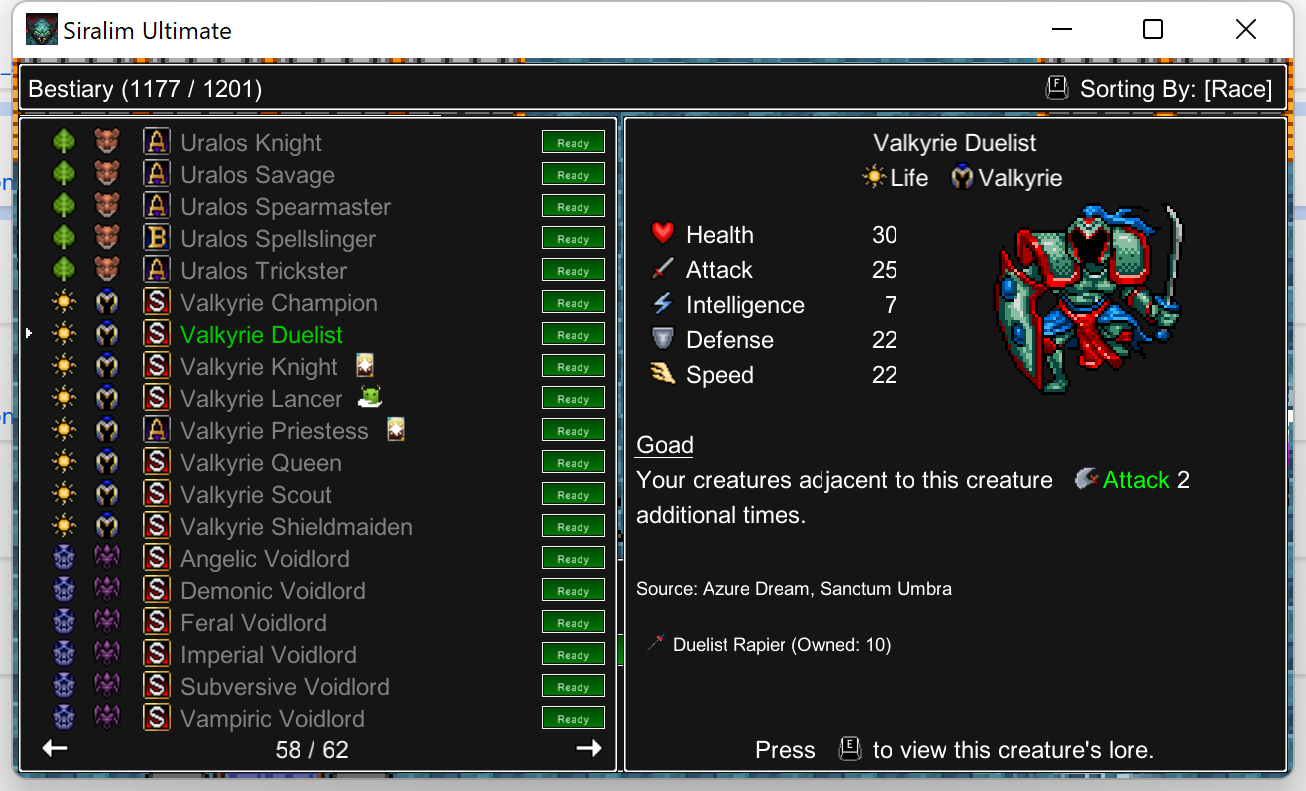 Siralim Ultimate
Bestiary (1177 / 1201)
F Sorting By: [Race]
A Uralos Knight Ready
A Uralos Savage Ready
A Uralos Spearmaster Ready
B Uralos Spellslinger Ready
A Uralos Trickster Ready
S Valkyrie Champion Ready
S Valkyrie Duelist Ready
S Valkyrie Knight Ready
S Valkyrie Lancer Ready
A Valkyrie Priestess Ready
S Valkyrie Queen Ready
S Valkyrie Scout Ready
S Valkyrie Shieldmaiden Ready
S Angelic Voidlord Ready
S Demonic Voidlord Ready
S Feral Voidlord Ready
S Imperial Voidlord Ready
S Subversive Voidlord Ready
S Vampiric Voidlord Ready
58 / 62
Valkyrie Duelist
Life Valkyrie
Health 30
Attack 25
Intelligence 7
Defense 22
Speed 22
Goad
Your creatures adjacent to this creature Attack 2
additional times.
Source: Azure Dream, Sanctum Umbra
Duelist Rapier (Owned: 10)
Press E to view this creature's lore.